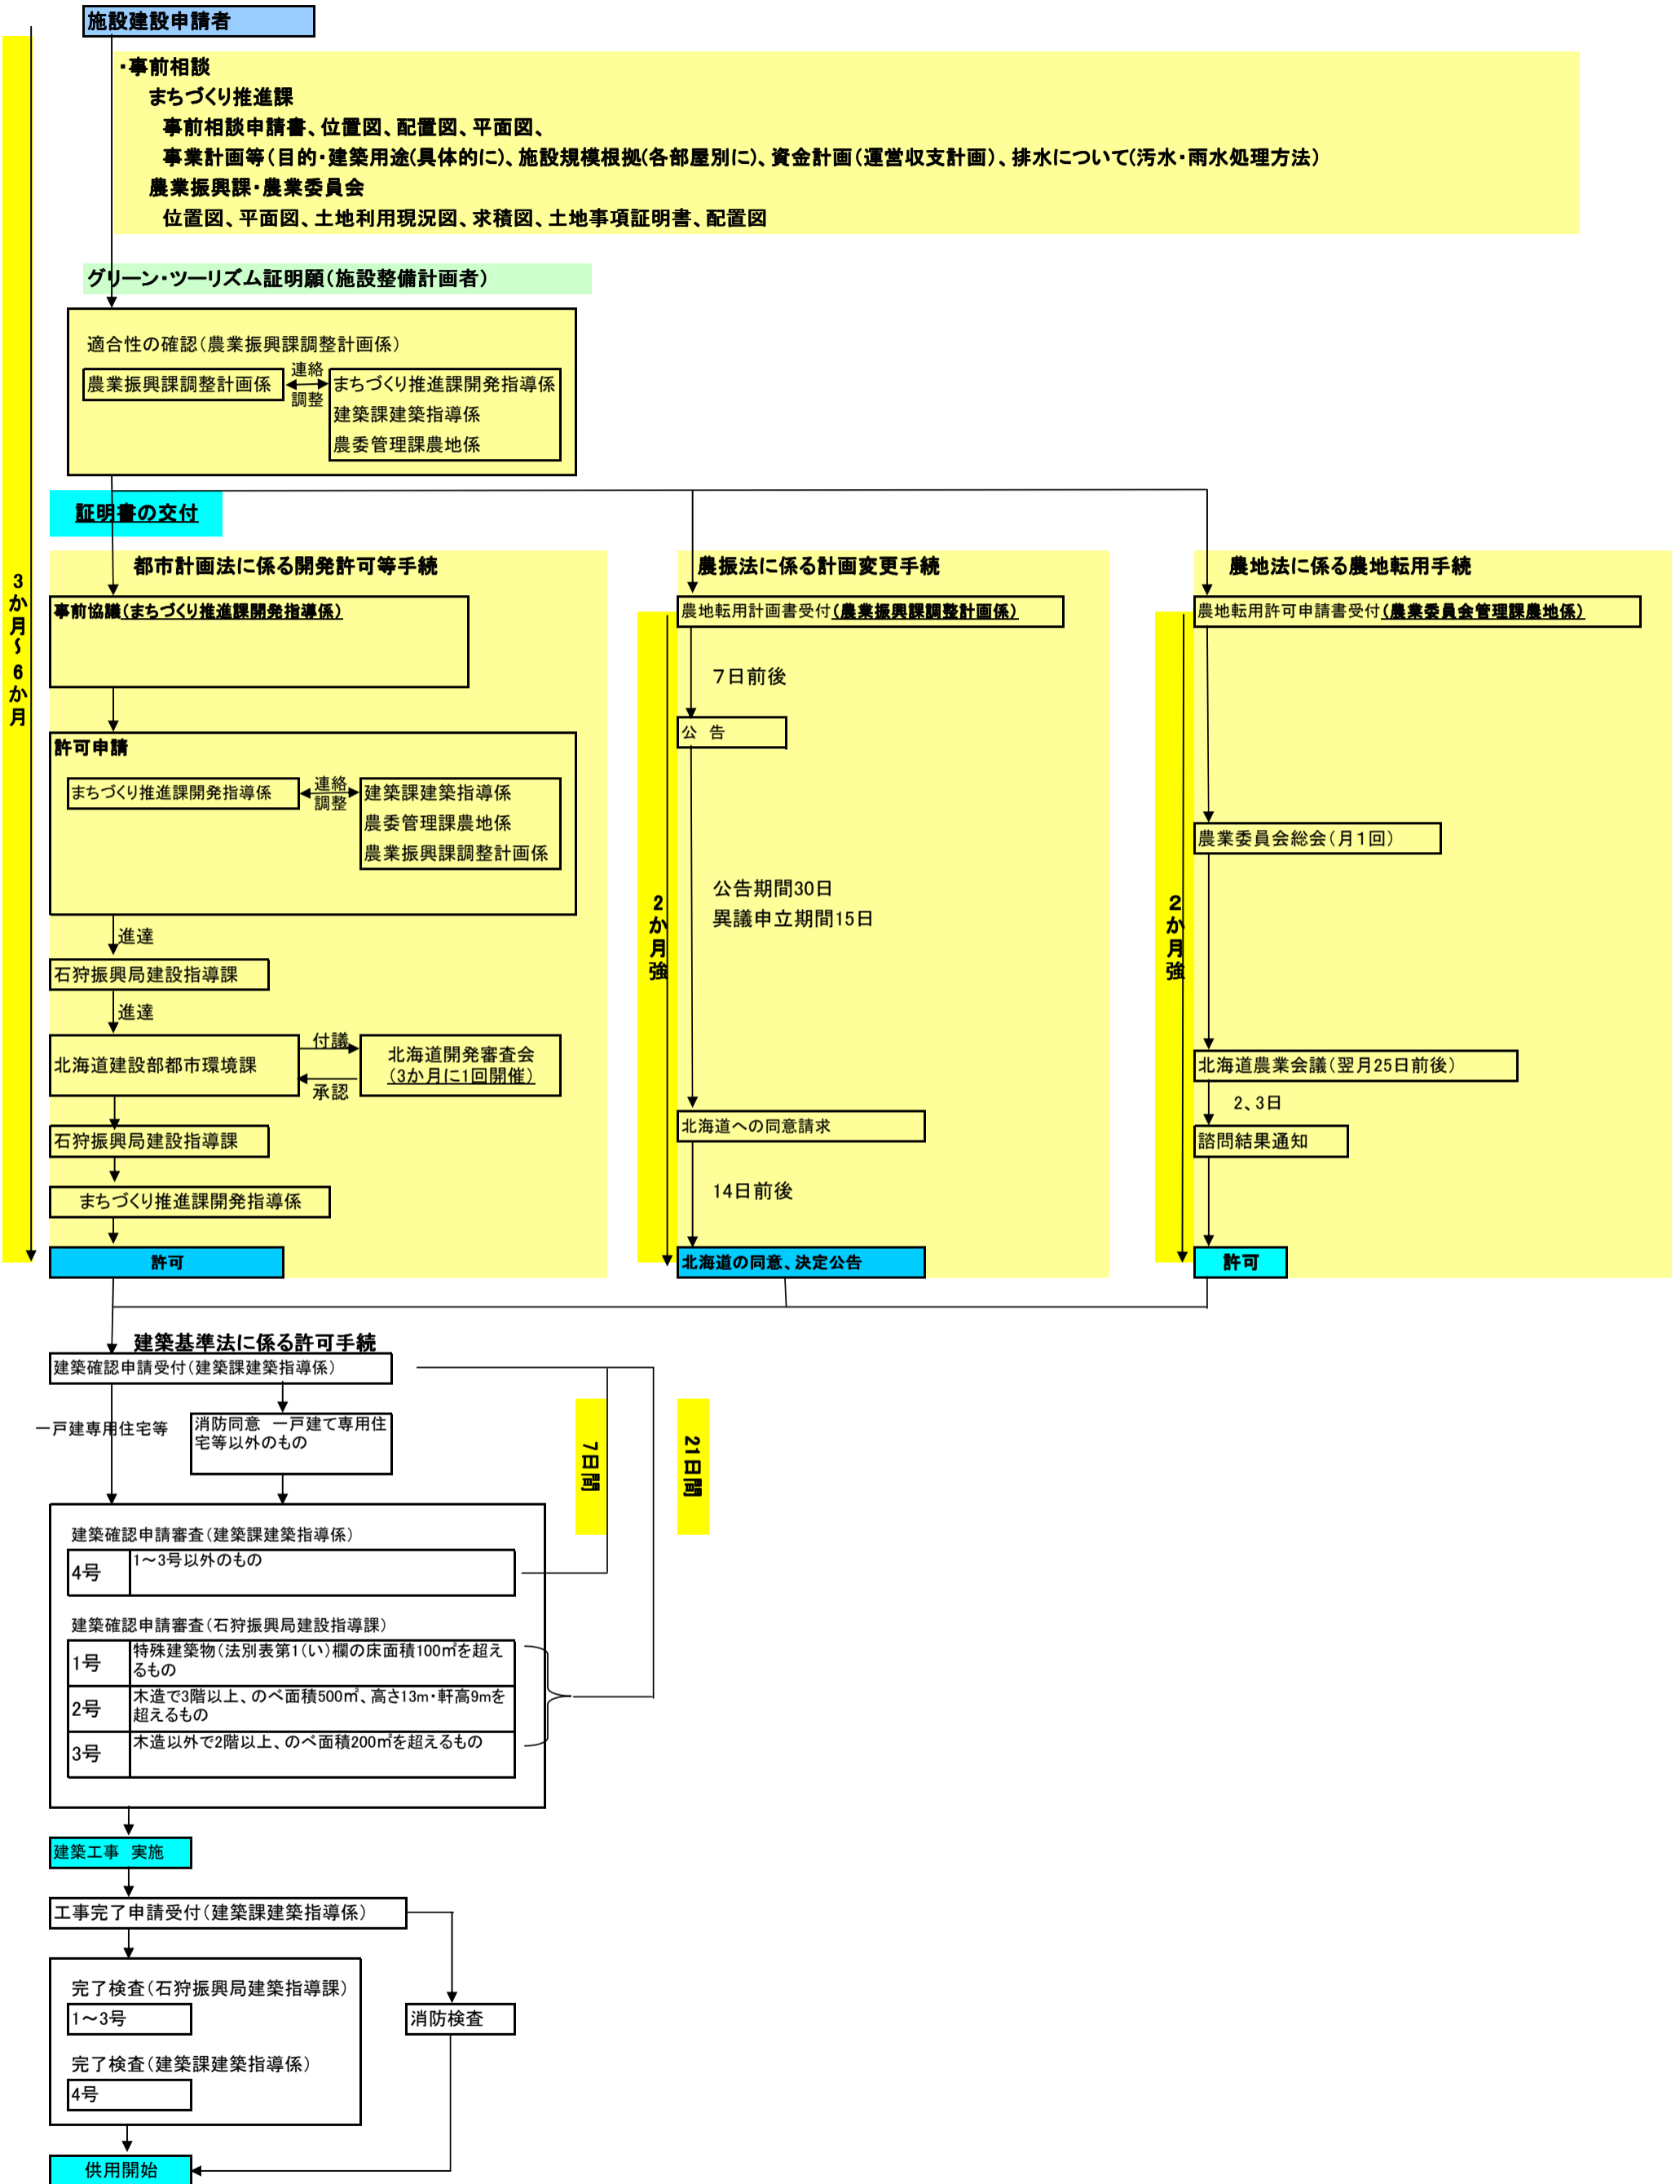 施設建設申請者
・事前相談
まちづくり推進課
事前相談申請書、位置図、配置図、平面図、
事業計画等（目的・建築用途(具体的に)、施設規模根拠(各部屋別に)、資金計画（運営収支計画）、排水について(汚水・雨水処理方法）
農業振興課・農業委員会
位置図、平面図、土地利用現況図、求積図、土地事項証明書、配置図
グリーン・ツーリズム証明願（施設整備計画者）
適合性の確認（農業振興課調整計画係）
農業振興課調整計画係
連絡
調整
まちづくり推進課開発指導係
建築課建築指導係
農委管理課農地係
証明書の交付
3か月～6か月
都市計画法に係る開発許可等手続
事前協議（まちづくり推進課開発指導係）
許可申請
まちづくり推進課開発指導係
連絡
調整
建築課建築指導係
農委管理課農地係
農業振興課調整計画係
進達
石狩振興局建設指導課
進達
北海道建設部都市環境課
付議
承認
北海道開発審査会
（3か月に1回開催）
石狩振興局建設指導課
まちづくり推進課開発指導係
許可
農振法に係る計画変更手続
農地転用計画書受付（農業振興課調整計画係）
7日前後
公 告
2か月強
公告期間30日
異議申立期間15日
北海道への同意請求
14日前後
北海道の同意、決定公告
農地法に係る農地転用手続
農地転用許可申請書受付（農業委員会管理課農地係）
農業委員会総会（月1回）
2か月強
北海道農業会議（翌月25日前後）
2、3日
諮問結果通知
許可
建築基準法に係る許可手続
建築確認申請受付（建築課建築指導係）
一戸建専用住宅等
消防同意 一戸建て専用住
宅等以外のもの
7日間
21日間
建築確認申請審査（建築課建築指導係）
4号 1～3号以外のもの
建築確認申請審査（石狩振興局建設指導課）
1号 特殊建築物（法別表第1(い)欄の床面積100㎡を超え
るもの
2号 木造で3階以上、のべ面積500㎡、高さ13m・軒高9mを
超えるもの
3号 木造以外で2階以上、のべ面積200㎡を超えるもの
建築工事 実施
工事完了申請受付（建築課建築指導係）
完了検査（石狩振興局建築指導課）
1～3号
消防検査
完了検査（建築課建築指導係）
4号
供用開始